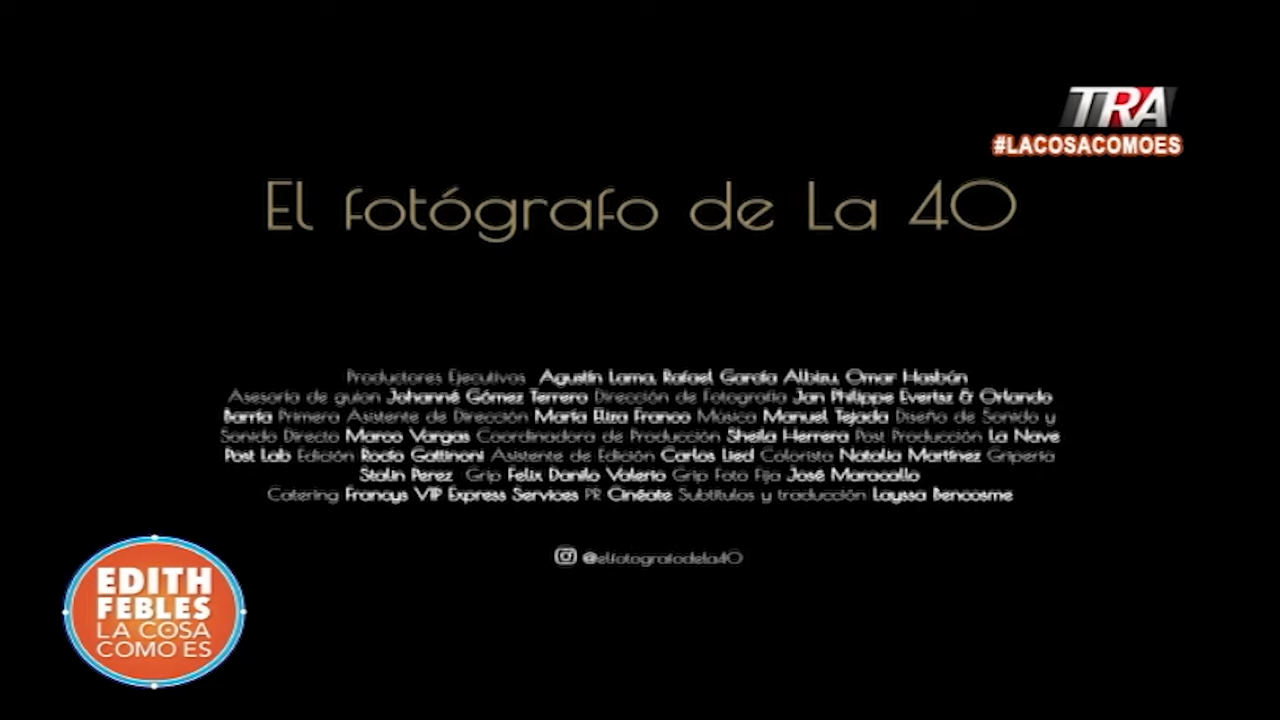 TRA
#LACOSACOMOES
El fotógrafo de La 40
Productores Ejecutivos Agustín Lama, Rafael García Albizu, Omar Hasbún
Asesoría de guion Johanné Gómez Terrero Dirección de Fotografía Jan Philippe Evertsz & Orlando
Barría Primera Asistente de Dirección María Eliza Franco Música Manuel Tejada Diseño de Sonido y
Sonido Directo Marco Vargas Coordinadora de Producción Sheila Herrera Post Producción La Nave
Post Lab Edición Rocío Gattinoni Asistente de Edición Carlos Lied Colorista Natalia Martínez Gripería
Stalin Perez Grip Felix Danilo Valerio Grip Foto Fija José Maracallo
Catering Francys VIP Express Services PR Cinéate Subtítulos y traducción Layssa Bencosme
@elfotografodela40
EDITH
FEBLES
LA COSA
COMO ES